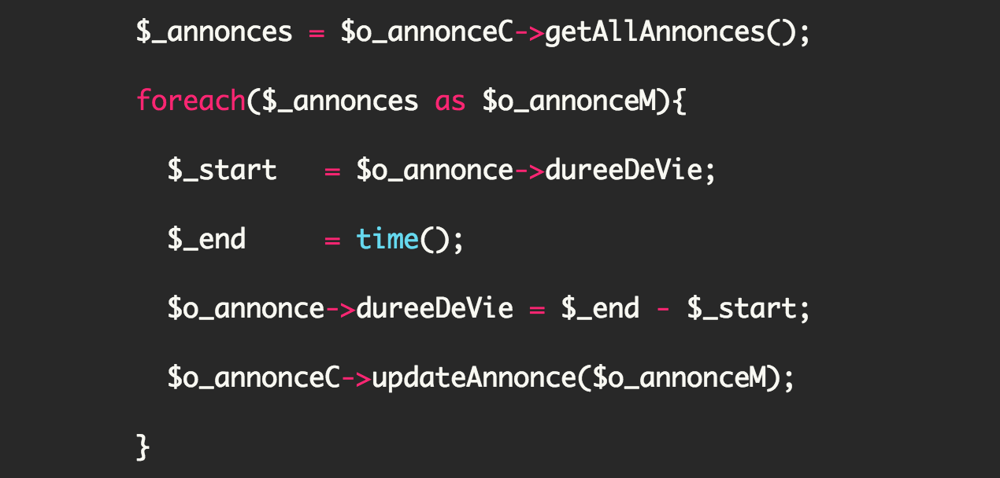 $_annonces = $o_annonceC->getAllAnnonces();
foreach($_annonces as $o_annonceM){
$_start   = $o_annonce->dureeDeVie;
$_end     = time();
$o_annonce->dureeDeVie = $_end - $_start;
$o_annonceC->updateAnnonce($o_annonceM);
}